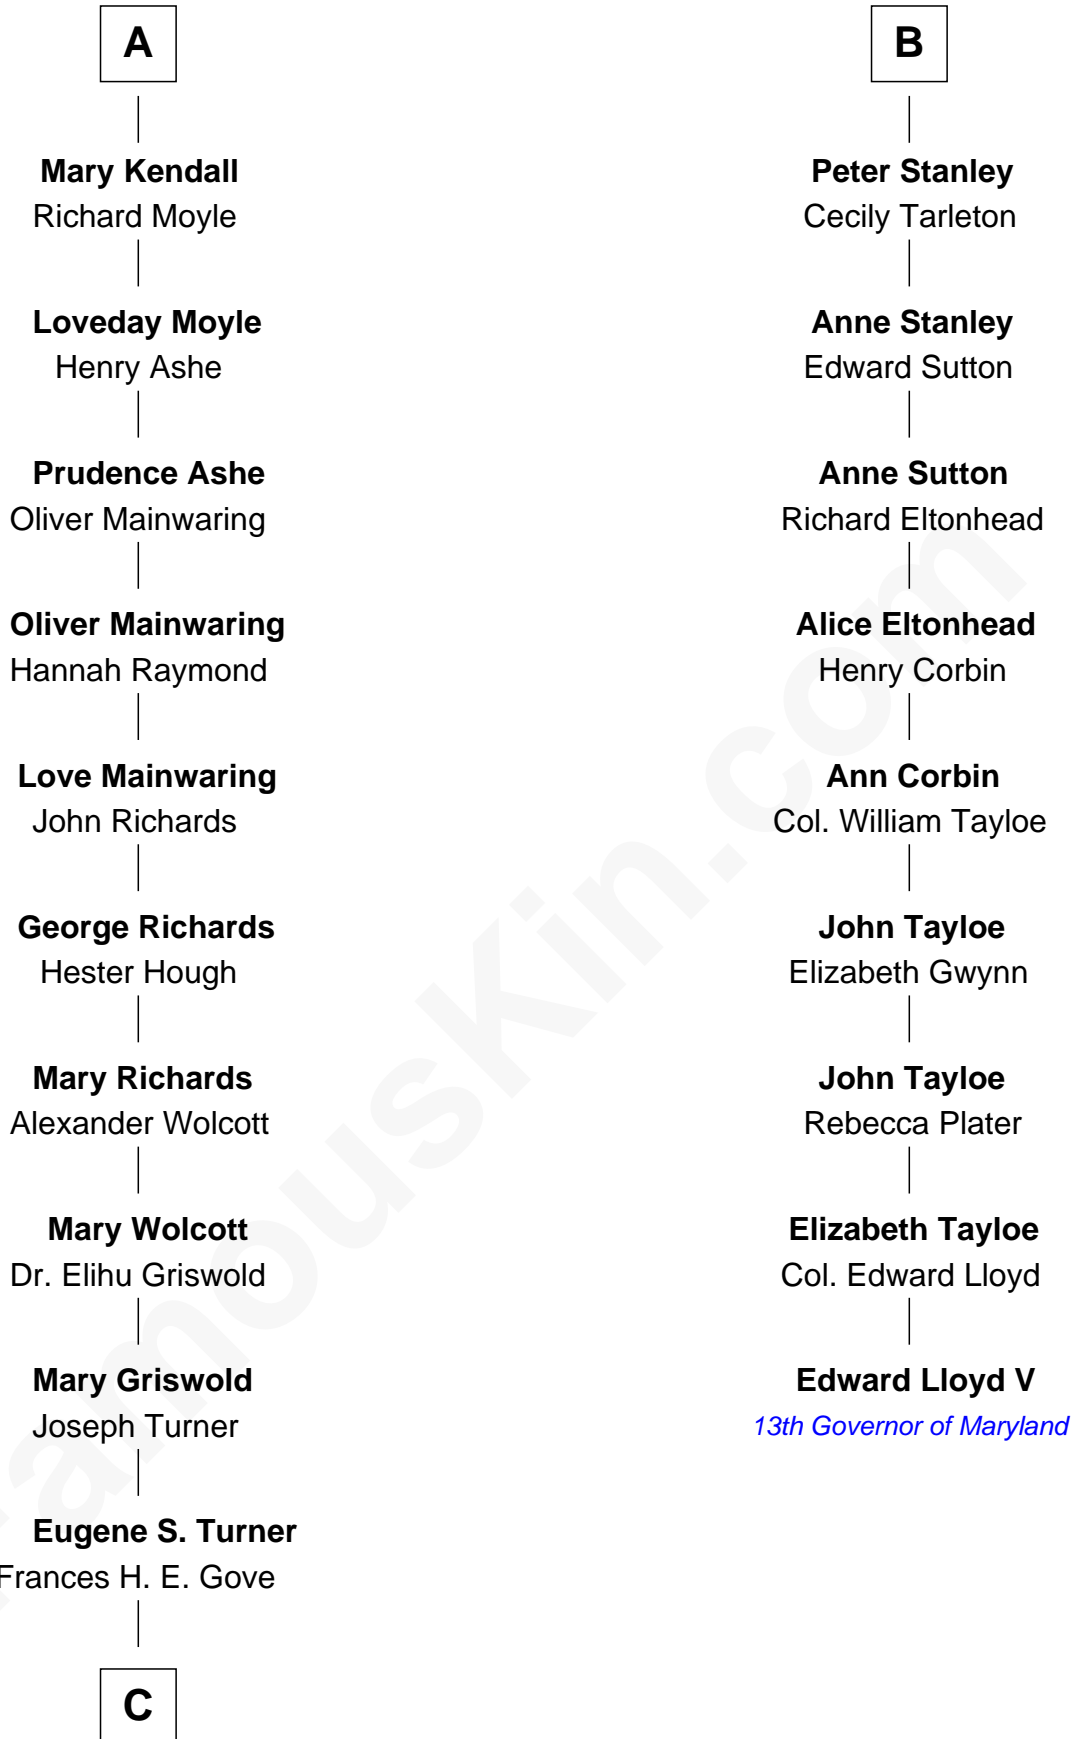 A
Mary Kendall
Richard Moyle
Loveday Moyle
Henry Ashe
Prudence Ashe
Oliver Mainwaring
Oliver Mainwaring
Hannah Raymond
Love Mainwaring
John Richards
George Richards
Hester Hough
Mary Richards
Alexander Wolcott
Mary Wolcott
Dr. Elihu Griswold
Mary Griswold
Joseph Turner
Eugene S. Turner
Frances H. E. Gove
C
B
Peter Stanley
Cecily Tarleton
Anne Stanley
Edward Sutton
Anne Sutton
Richard Eltonhead
Alice Eltonhead
Henry Corbin
Ann Corbin
Col. William Tayloe
John Tayloe
Elizabeth Gwynn
John Tayloe
Rebecca Plater
Elizabeth Tayloe
Col. Edward Lloyd
Edward Lloyd V
13th Governor of Maryland
FamousKin.com